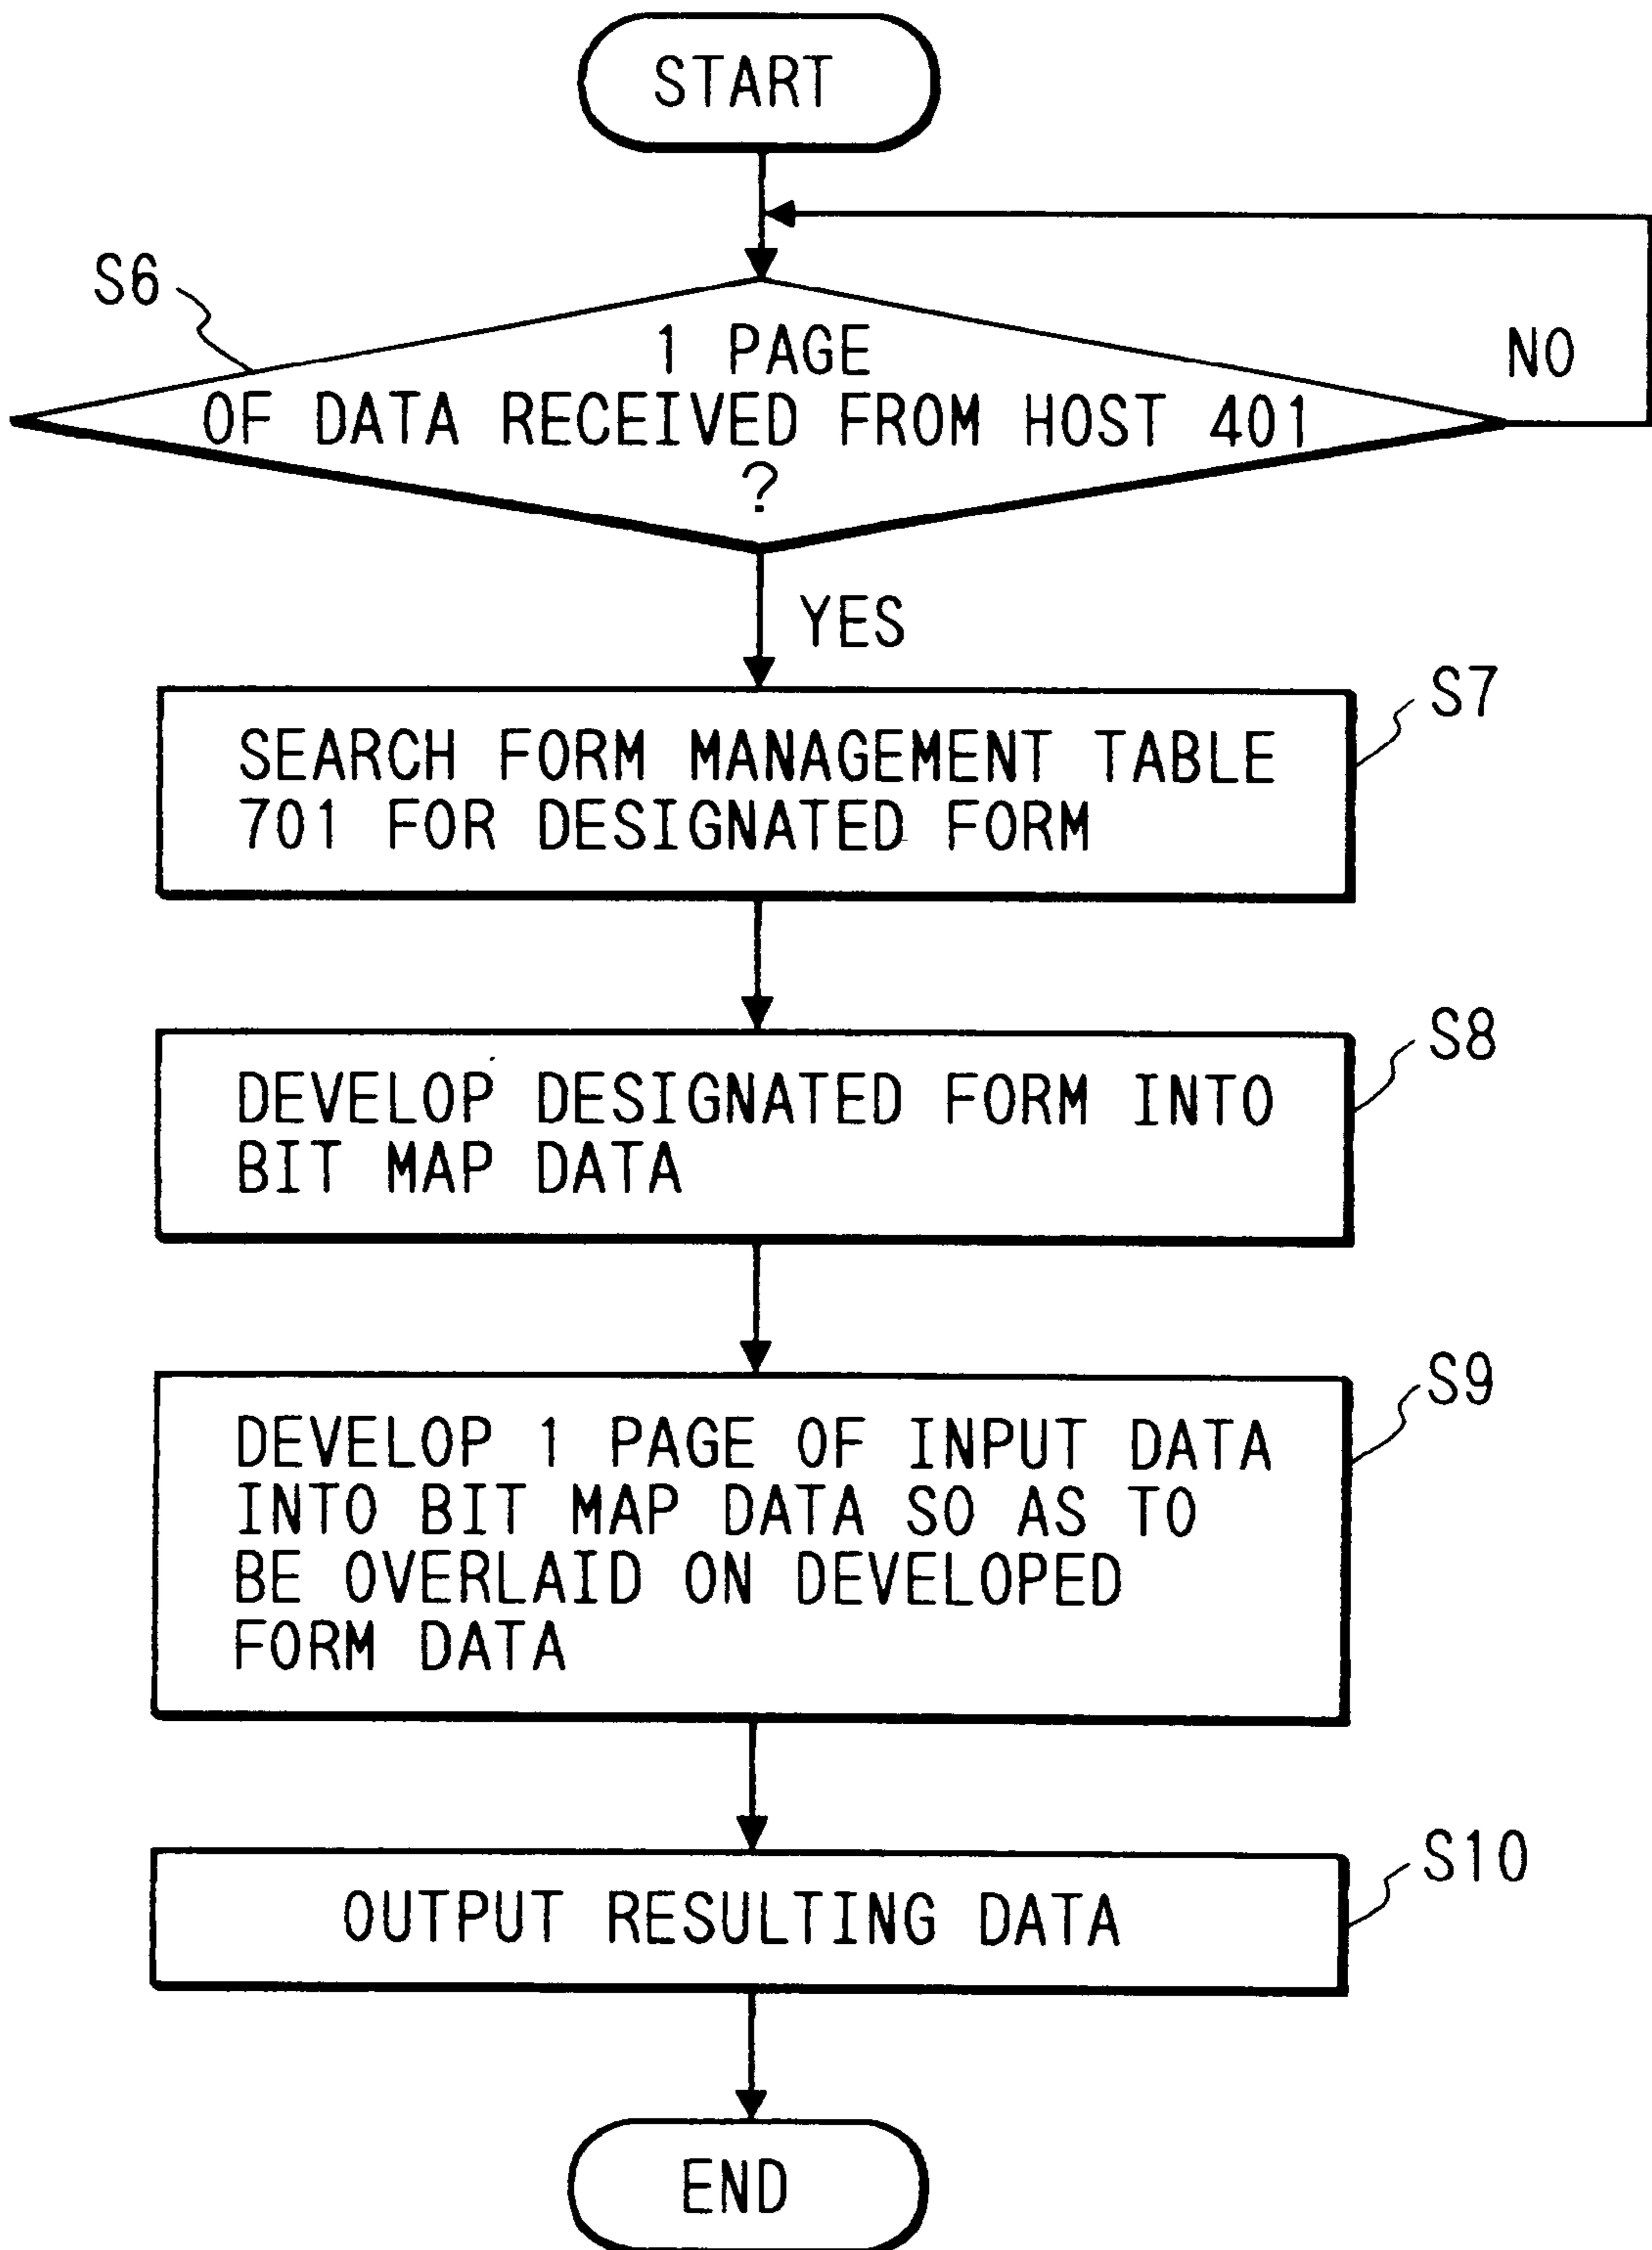 START
S6
1 PAGE
NO
OF DATA RECEIVED FROM HOST 401
?
YES
S7
SEARCH FORM MANAGEMENT TABLE
701 FOR DESIGNATED FORM
S8
DEVELOP DESIGNATED FORM INTO
BIT MAP DATA
S9
DEVELOP 1 PAGE OF INPUT DATA
INTO BIT MAP DATA SO AS TO
BE OVERLAID ON DEVELOPED
FORM DATA
S10
OUTPUT RESULTING DATA
END